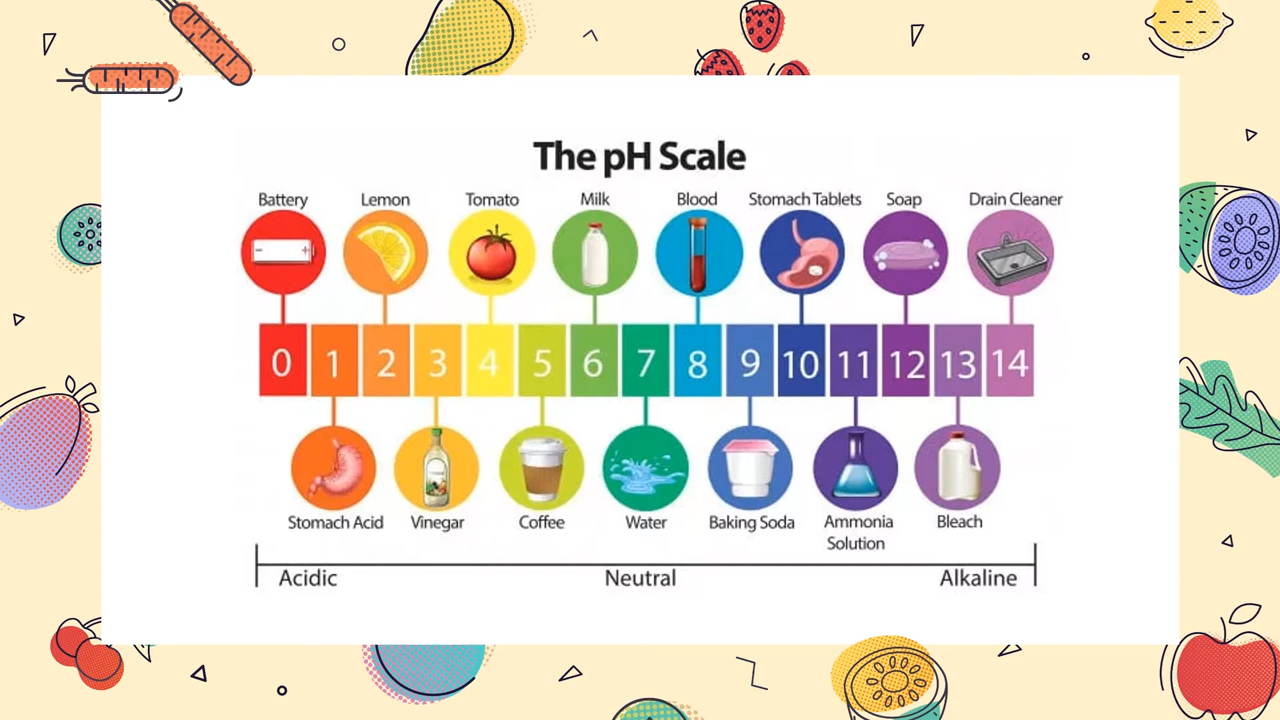 The pH Scale
Battery Lemon Tomato Milk Blood Stomach Tablets Soap Drain Cleaner
- +
0 1 2 3 4 5 6 7 8 9 10 11 12 13 14
Stomach Acid Vinegar Coffee Water Baking Soda Ammonia Solution Bleach
Acidic Neutral Alkaline